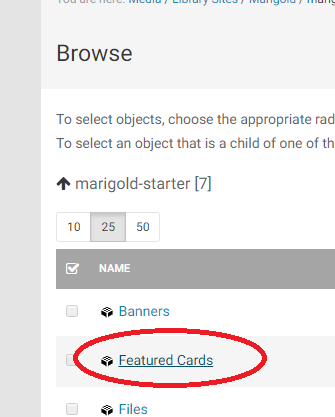 You are here: Media / Library Sites / Marigold / marig
Browse
To select objects, choose the appropriate rad
To select an object that is a child of one of th
marigold-starter [7]
10 25 50
NAME
Banners
Featured Cards
Files